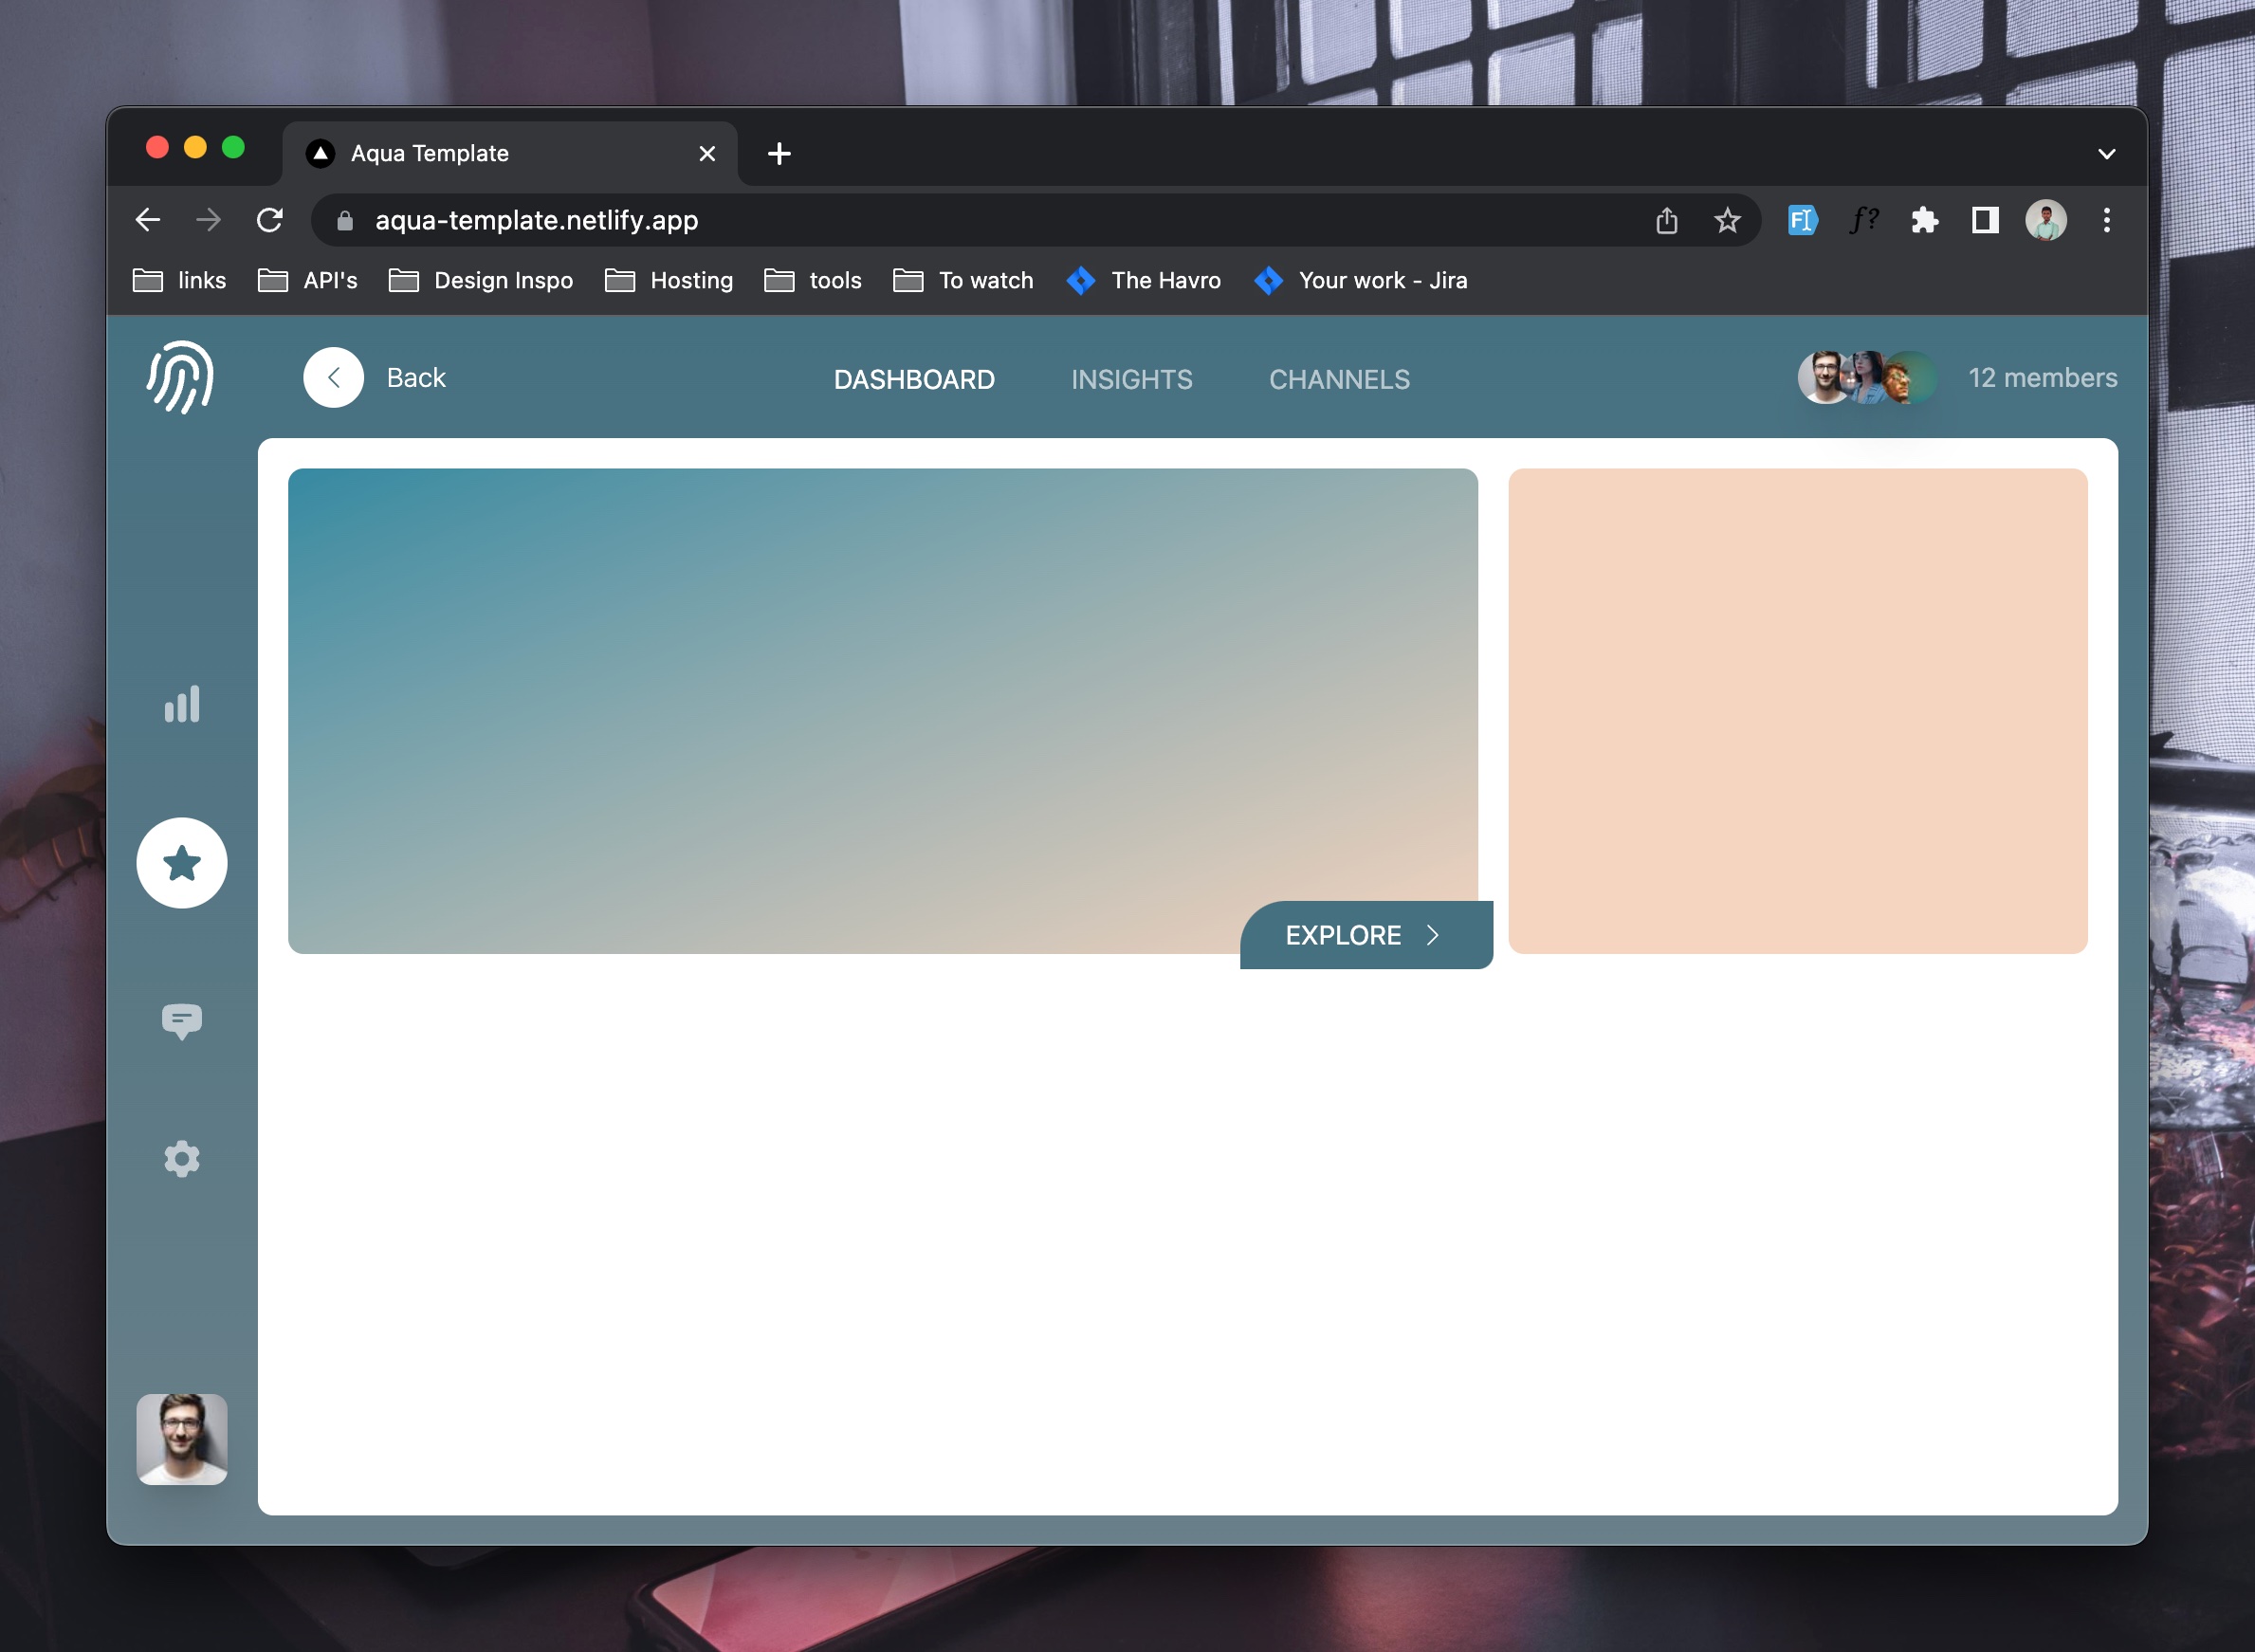 Aqua Template
aqua-template.netlify.app
FI f?
links API's Design Inspo Hosting tools To watch The Havro Your work - Jira
Back DASHBOARD INSIGHTS CHANNELS 12 members
EXPLORE